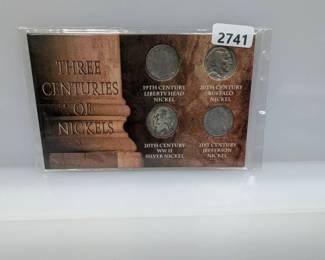 2741
THREE
CENTURIES
OF
NICKELS
19TH CENTURY
LIBERTY HEAD
NICKEL
20TH CENTURY
BUFFALO
NICKEL
20TH CENTURY
WW II
SILVER NICKEL
21ST CENTURY
JEFFERSON
NICKEL